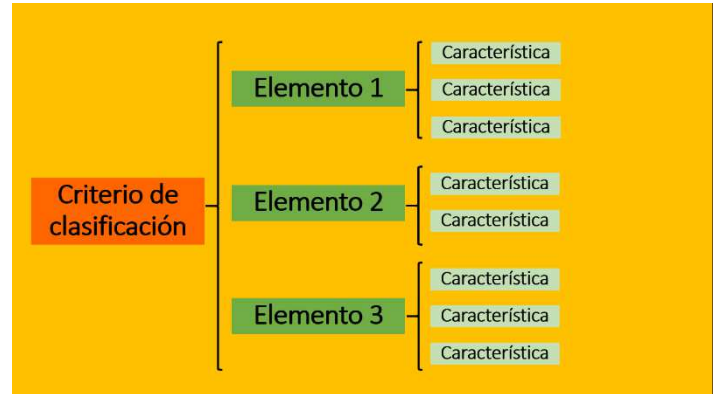 Criterio de
clasificación
Elemento 1
Característica
Característica
Característica
Elemento 2
Característica
Característica
Elemento 3
Característica
Característica
Característica